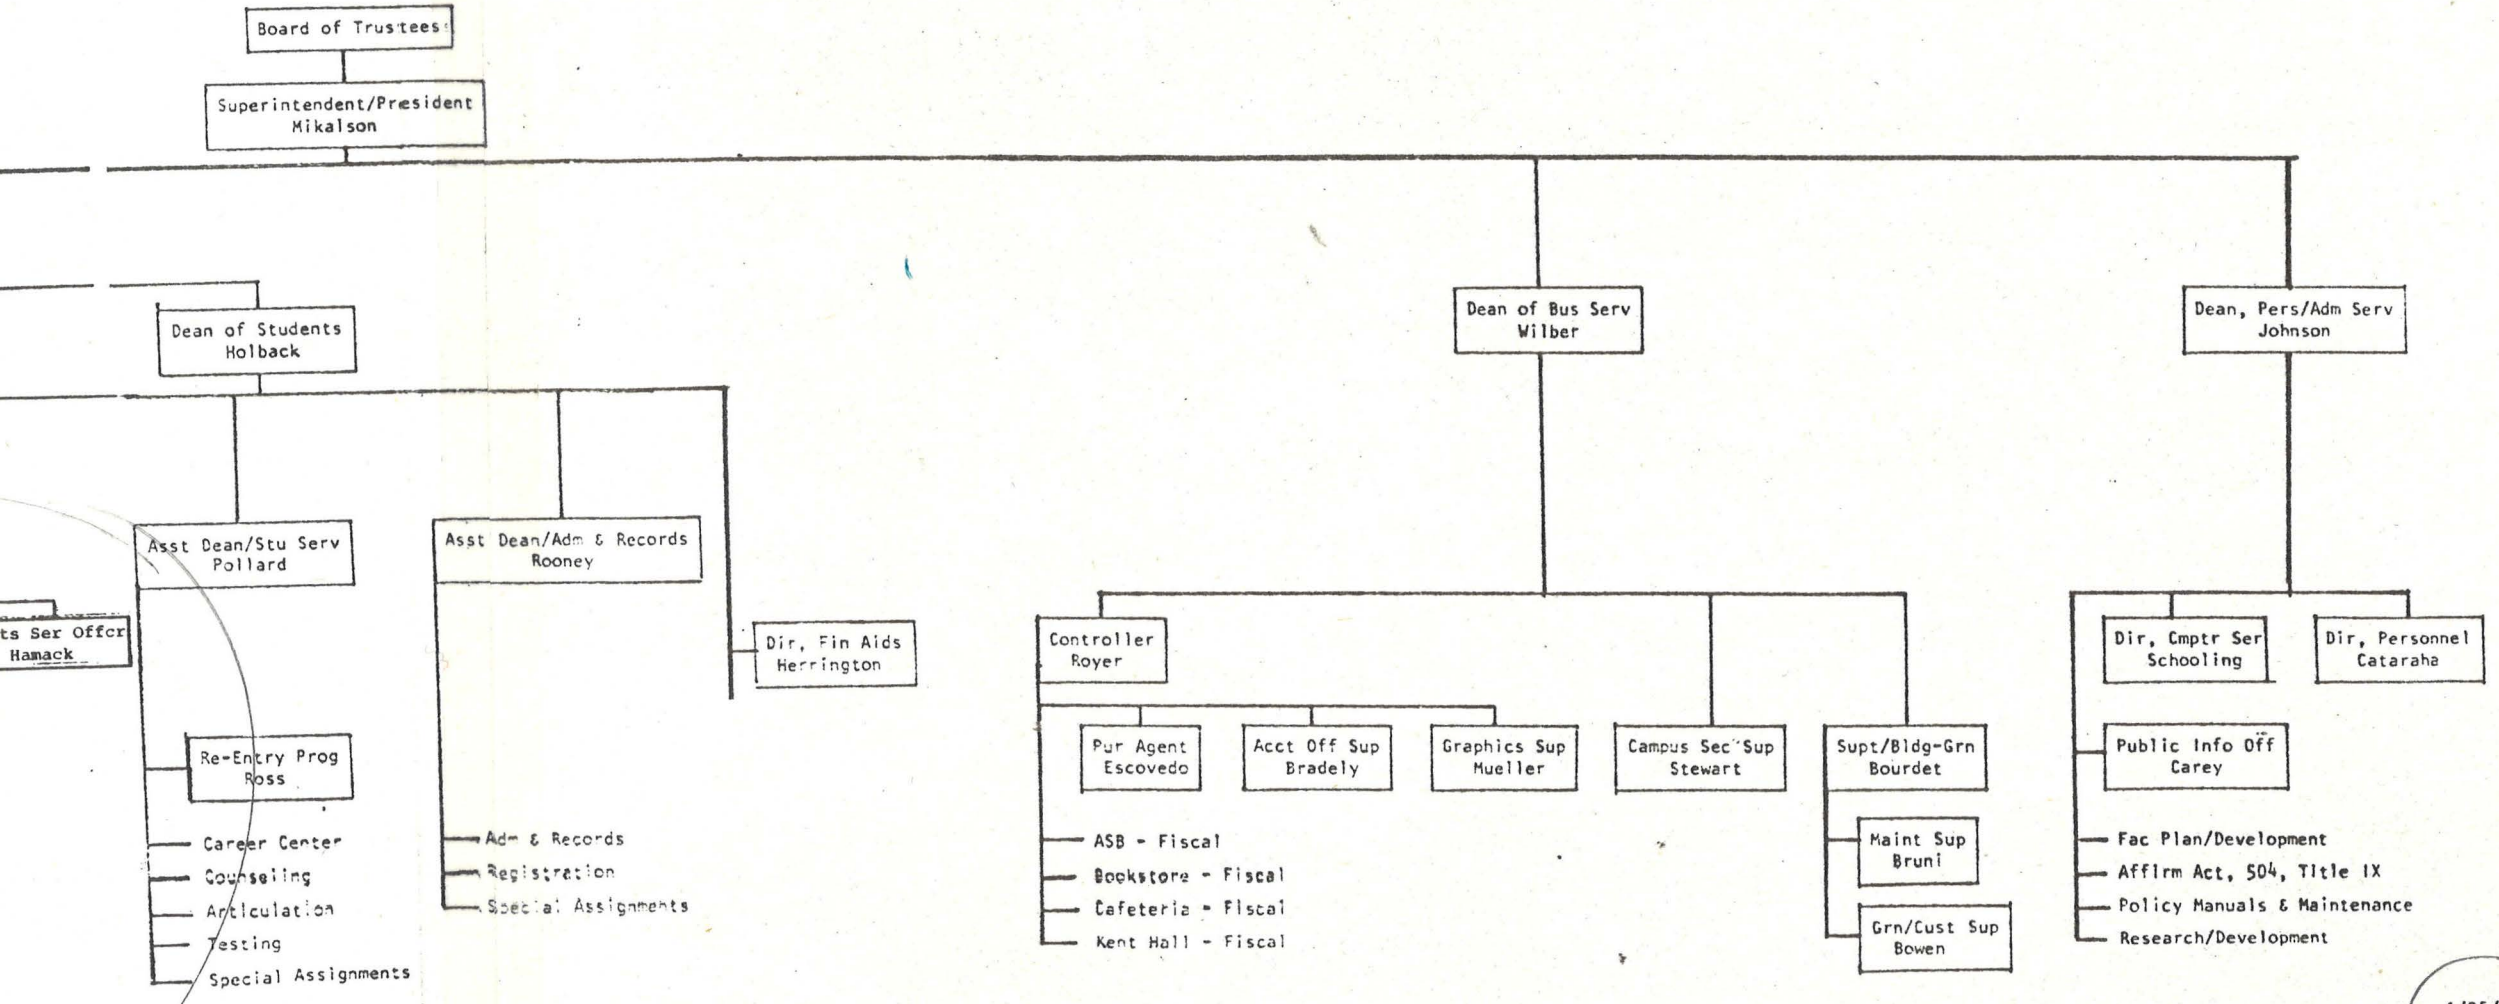 Board of Trustees
Superintendent/President
Mikalson
Dean of Students
Holback
Dean of Bus Serv
Wilber
Dean, Pers/Adm Serv
Johnson
Asst Dean/Stu Serv
Pollard
Asst Dean/Adm & Records
Rooney
ts Ser Offcr
Hamack
Dir, Fin Aids
Herrington
Controller
Royer
Dir, Cmptr Ser
Schooling
Dir, Personnel
Cataraha
Re-Entry Prog
Ross
Pur Agent
Escovedo
Acct Off Sup
Bradely
Graphics Sup
Mueller
Campus Sec Sup
Stewart
Supt/Bldg-Grn
Bourdet
Public Info Off
Carey
Maint Sup
Bruni
Grn/Cust Sup
Bowen
Career Center
Counseling
Articulation
Testing
Special Assignments
Adm & Records
Registration
Special Assignments
ASB - Fiscal
Bookstore - Fiscal
Cafeteria - Fiscal
Kent Hall - Fiscal
Fac Plan/Development
Affirm Act, 504, Title IX
Policy Manuals & Maintenance
Research/Development